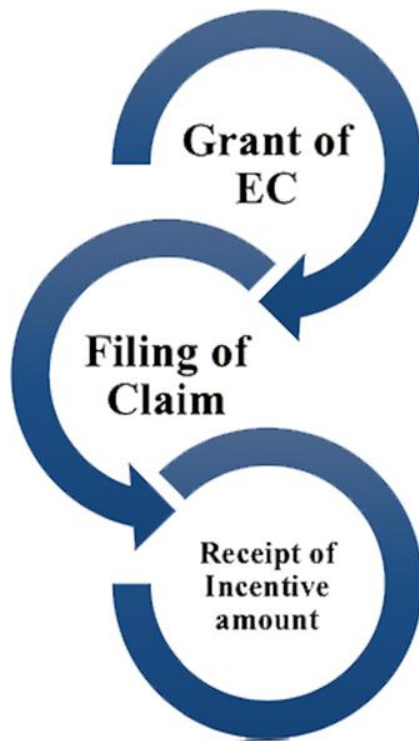 Grant of
EC
Filing of
Claim
Receipt of
Incentive
amount